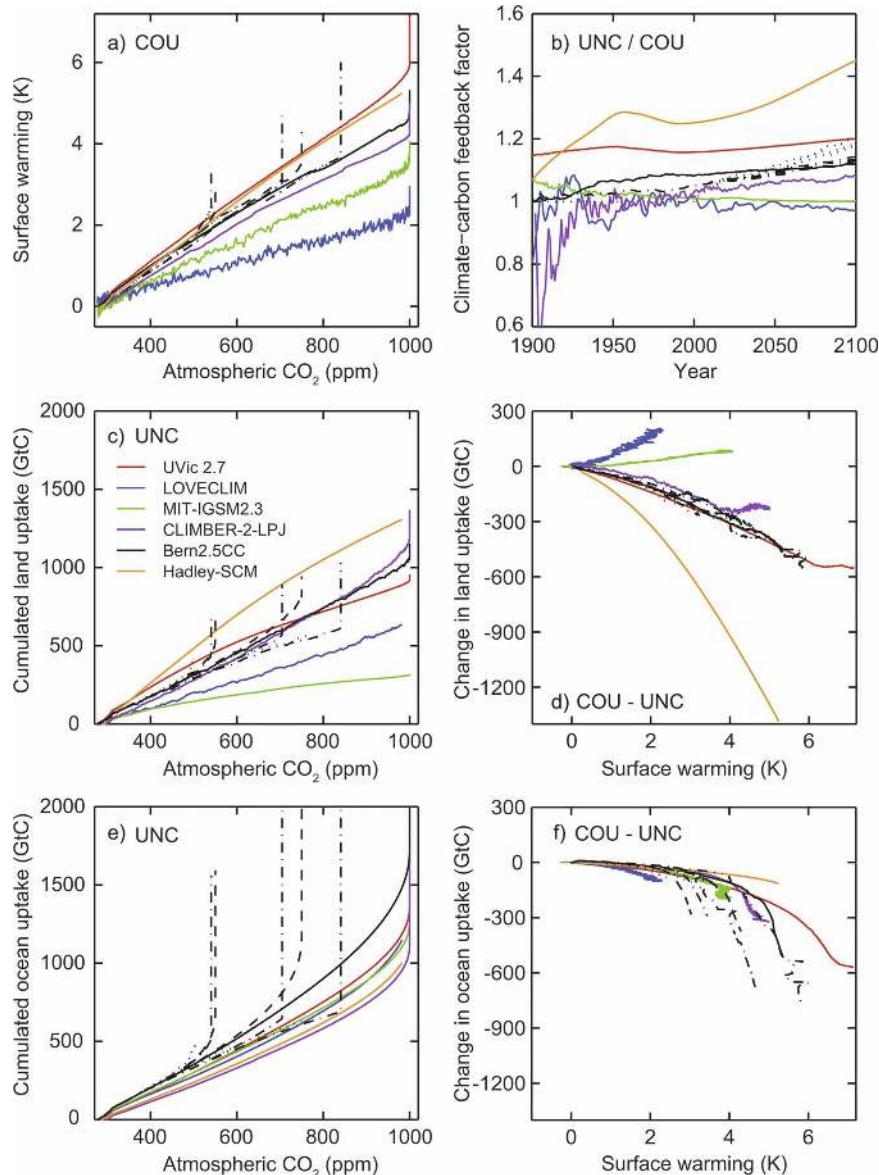 a) COU
Surface warming (K)
6
4
2
0
400 600 800 1000
Atmospheric CO2 (ppm)
b) UNC / COU
Climate−carbon feedback factor
1.6
1.4
1.2
1
0.8
0.6
1900 1950 2000 2050 2100
Year
c) UNC
Cumulated land uptake (GtC)
2000
1500
1000
500
0
UVic 2.7
LOVECLIM
MIT-IGSM2.3
CLIMBER-2-LPJ
Bern2.5CC
Hadley-SCM
400 600 800 1000
Atmospheric CO2 (ppm)
d) COU - UNC
Change in land uptake (GtC)
300
0
-300
-600
-900
-1200
0 2 4 6
Surface warming (K)
e) UNC
Cumulated ocean uptake (GtC)
2000
1500
1000
500
0
400 600 800 1000
Atmospheric CO2 (ppm)
f) COU - UNC
Change in ocean uptake (GtC)
300
0
-300
-600
-900
-1200
0 2 4 6
Surface warming (K)